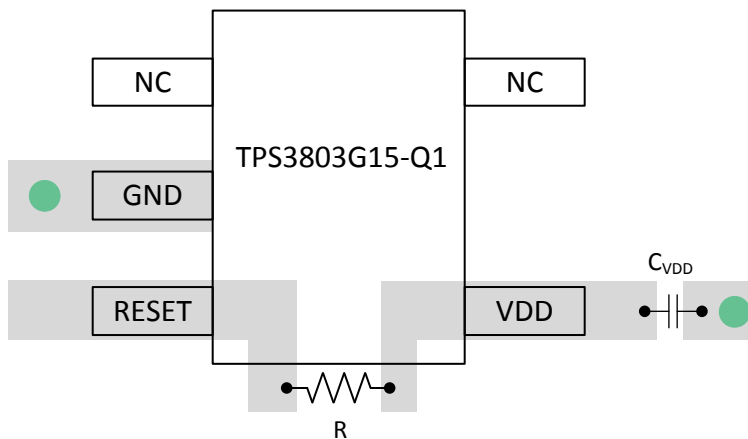 NC
NC
TPS3803G15-Q1
GND
CVDD
RESET
VDD
R